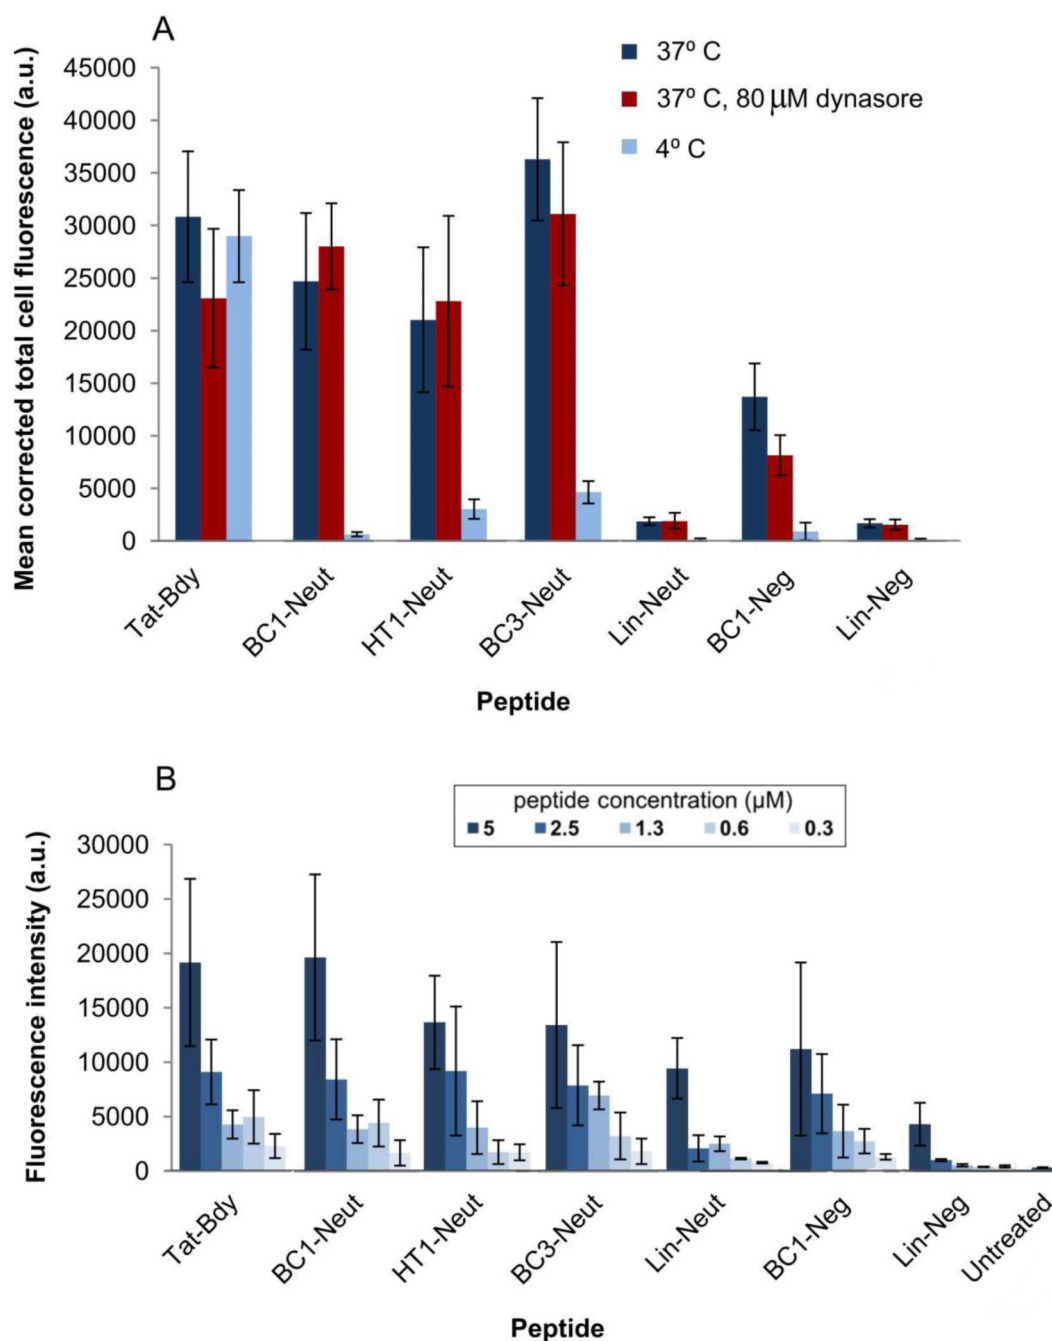 A
37º C
37º C, 80 µM dynasore
4º C
Mean corrected total cell fluorescence (a.u.)
45000
40000
35000
30000
25000
20000
15000
10000
5000
0
Tat-Bdy
BC1-Neut
HT1-Neut
BC3-Neut
Lin-Neut
BC1-Neg
Lin-Neg
Peptide
B
peptide concentration (µM)
5 2.5 1.3 0.6 0.3
Fluorescence intensity (a.u.)
30000
25000
20000
15000
10000
5000
0
Tat-Bdy
BC1-Neut
HT1-Neut
BC3-Neut
Lin-Neut
BC1-Neg
Lin-Neg
Untreated
Peptide